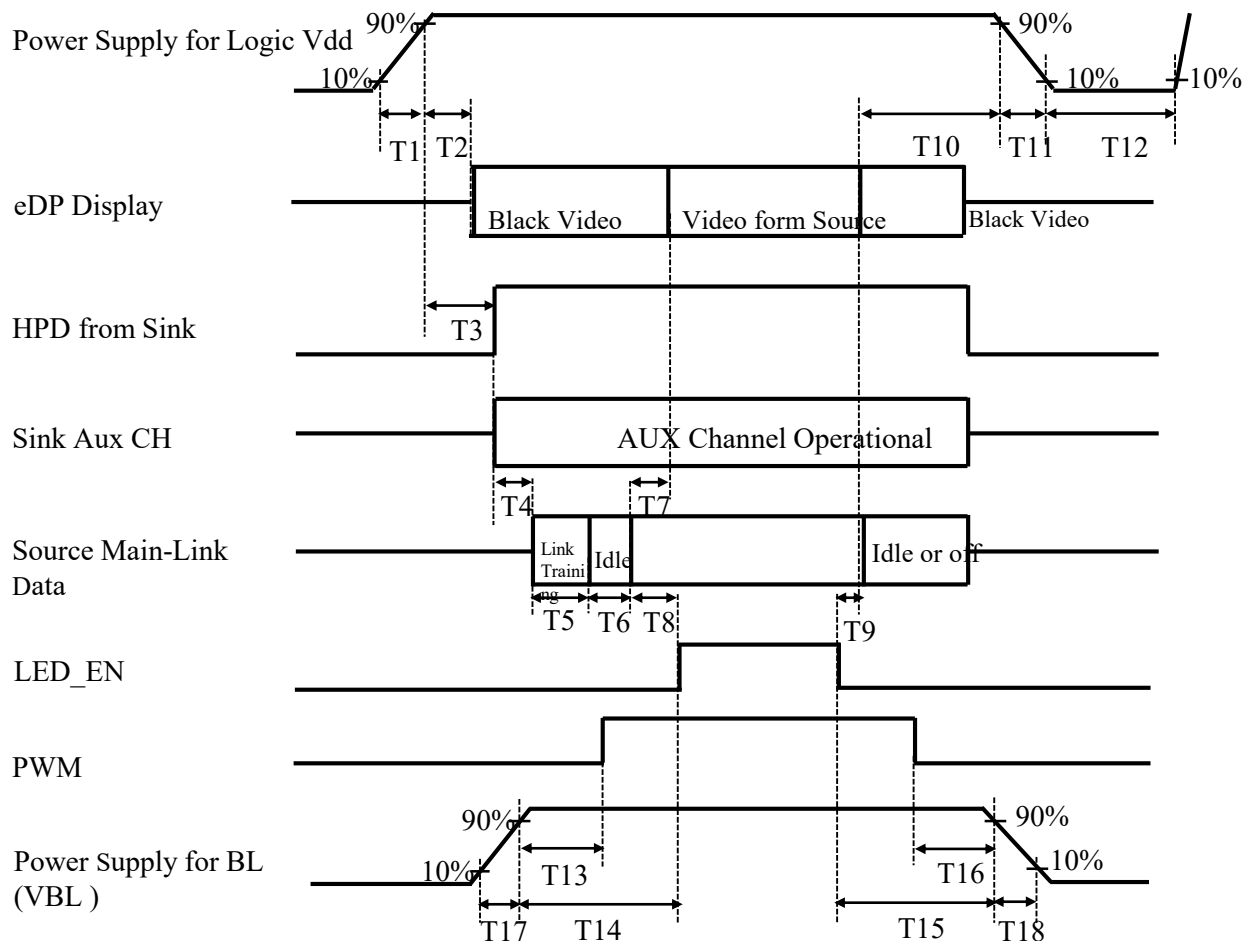 Power Supply for Logic Vdd
90%
90%
10%
10%
10%
T1
T2
T10
T11
T12
eDP Display
Black Video
Video form Source
Black Video
HPD from Sink
T3
Sink Aux CH
AUX Channel Operational
T4
T7
Source Main-Link
Data
Link
Traini
ng
Idle
Idle or off
T5
T6
T8
T9
LED_EN
PWM
90%
90%
Power Supply for BL
(VBL )
10%
T13
T16
10%
T17
T14
T15
T18